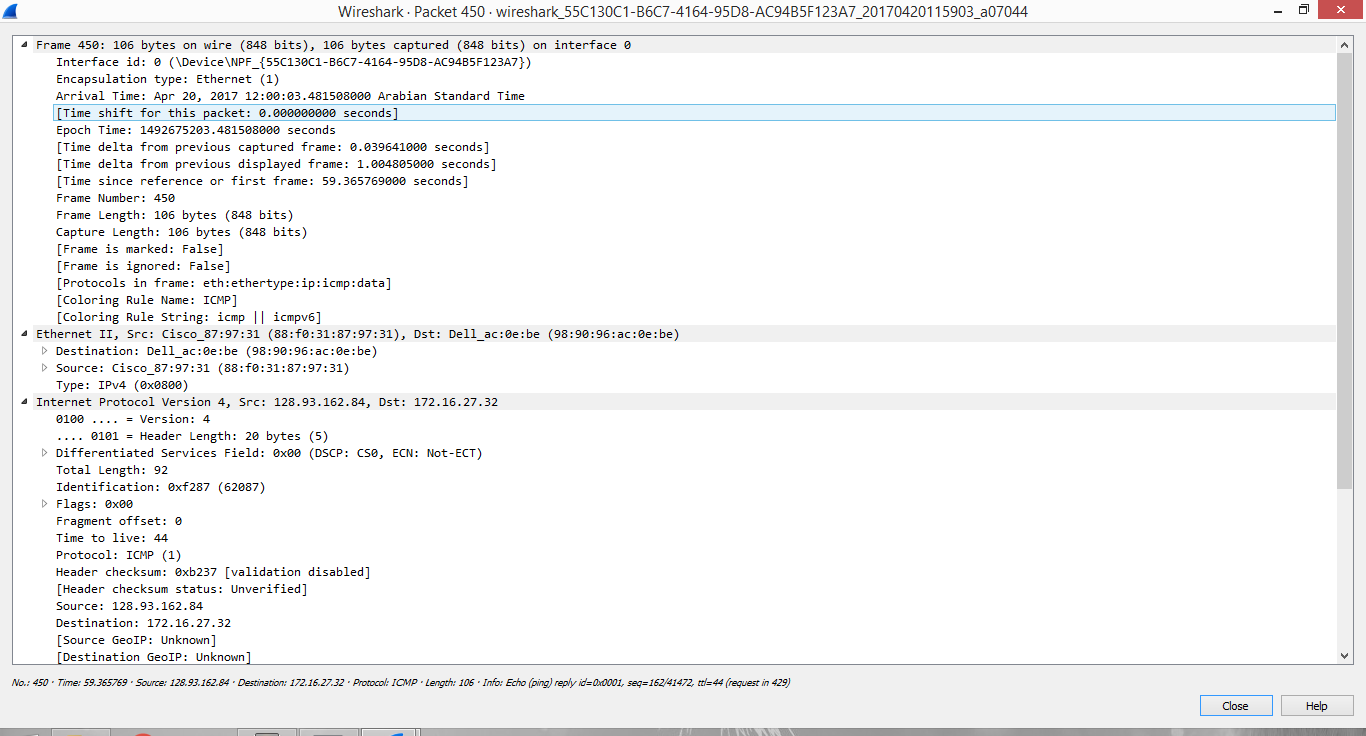 Wireshark · Packet 450 · wireshark_55C130C1-B6C7-4164-95D8-AC94B5F123A7_20170420115903_a07044
Frame 450: 106 bytes on wire (848 bits), 106 bytes captured (848 bits) on interface 0
Interface id: 0 (\Device\NPF_{55C130C1-B6C7-4164-95D8-AC94B5F123A7})
Encapsulation type: Ethernet (1)
Arrival Time: Apr 20, 2017 12:00:03.481508000 Arabian Standard Time
[Time shift for this packet: 0.000000000 seconds]
Epoch Time: 1492675203.481508000 seconds
[Time delta from previous captured frame: 0.039641000 seconds]
[Time delta from previous displayed frame: 1.004805000 seconds]
[Time since reference or first frame: 59.365769000 seconds]
Frame Number: 450
Frame Length: 106 bytes (848 bits)
Capture Length: 106 bytes (848 bits)
[Frame is marked: False]
[Frame is ignored: False]
[Protocols in frame: eth:ethertype:ip:icmp:data]
[Coloring Rule Name: ICMP]
[Coloring Rule String: icmp || icmpv6]
Ethernet II, Src: Cisco_87:97:31 (88:f0:31:87:97:31), Dst: Dell_ac:0e:be (98:90:96:ac:0e:be)
Destination: Dell_ac:0e:be (98:90:96:ac:0e:be)
Source: Cisco_87:97:31 (88:f0:31:87:97:31)
Type: IPv4 (0x0800)
Internet Protocol Version 4, Src: 128.93.162.84, Dst: 172.16.27.32
0100 .... = Version: 4
.... 0101 = Header Length: 20 bytes (5)
Differentiated Services Field: 0x00 (DSCP: CS0, ECN: Not-ECT)
Total Length: 92
Identification: 0xf287 (62087)
Flags: 0x00
Fragment offset: 0
Time to live: 44
Protocol: ICMP (1)
Header checksum: 0xb237 [validation disabled]
[Header checksum status: Unverified]
Source: 128.93.162.84
Destination: 172.16.27.32
[Source GeoIP: Unknown]
[Destination GeoIP: Unknown]
No.: 450 · Time: 59.365769 · Source: 128.93.162.84 · Destination: 172.16.27.32 · Protocol: ICMP · Length: 106 · Info: Echo (ping) reply id=0x0001, seq=162/41472, ttl=44 (request in 429)
Close
Help